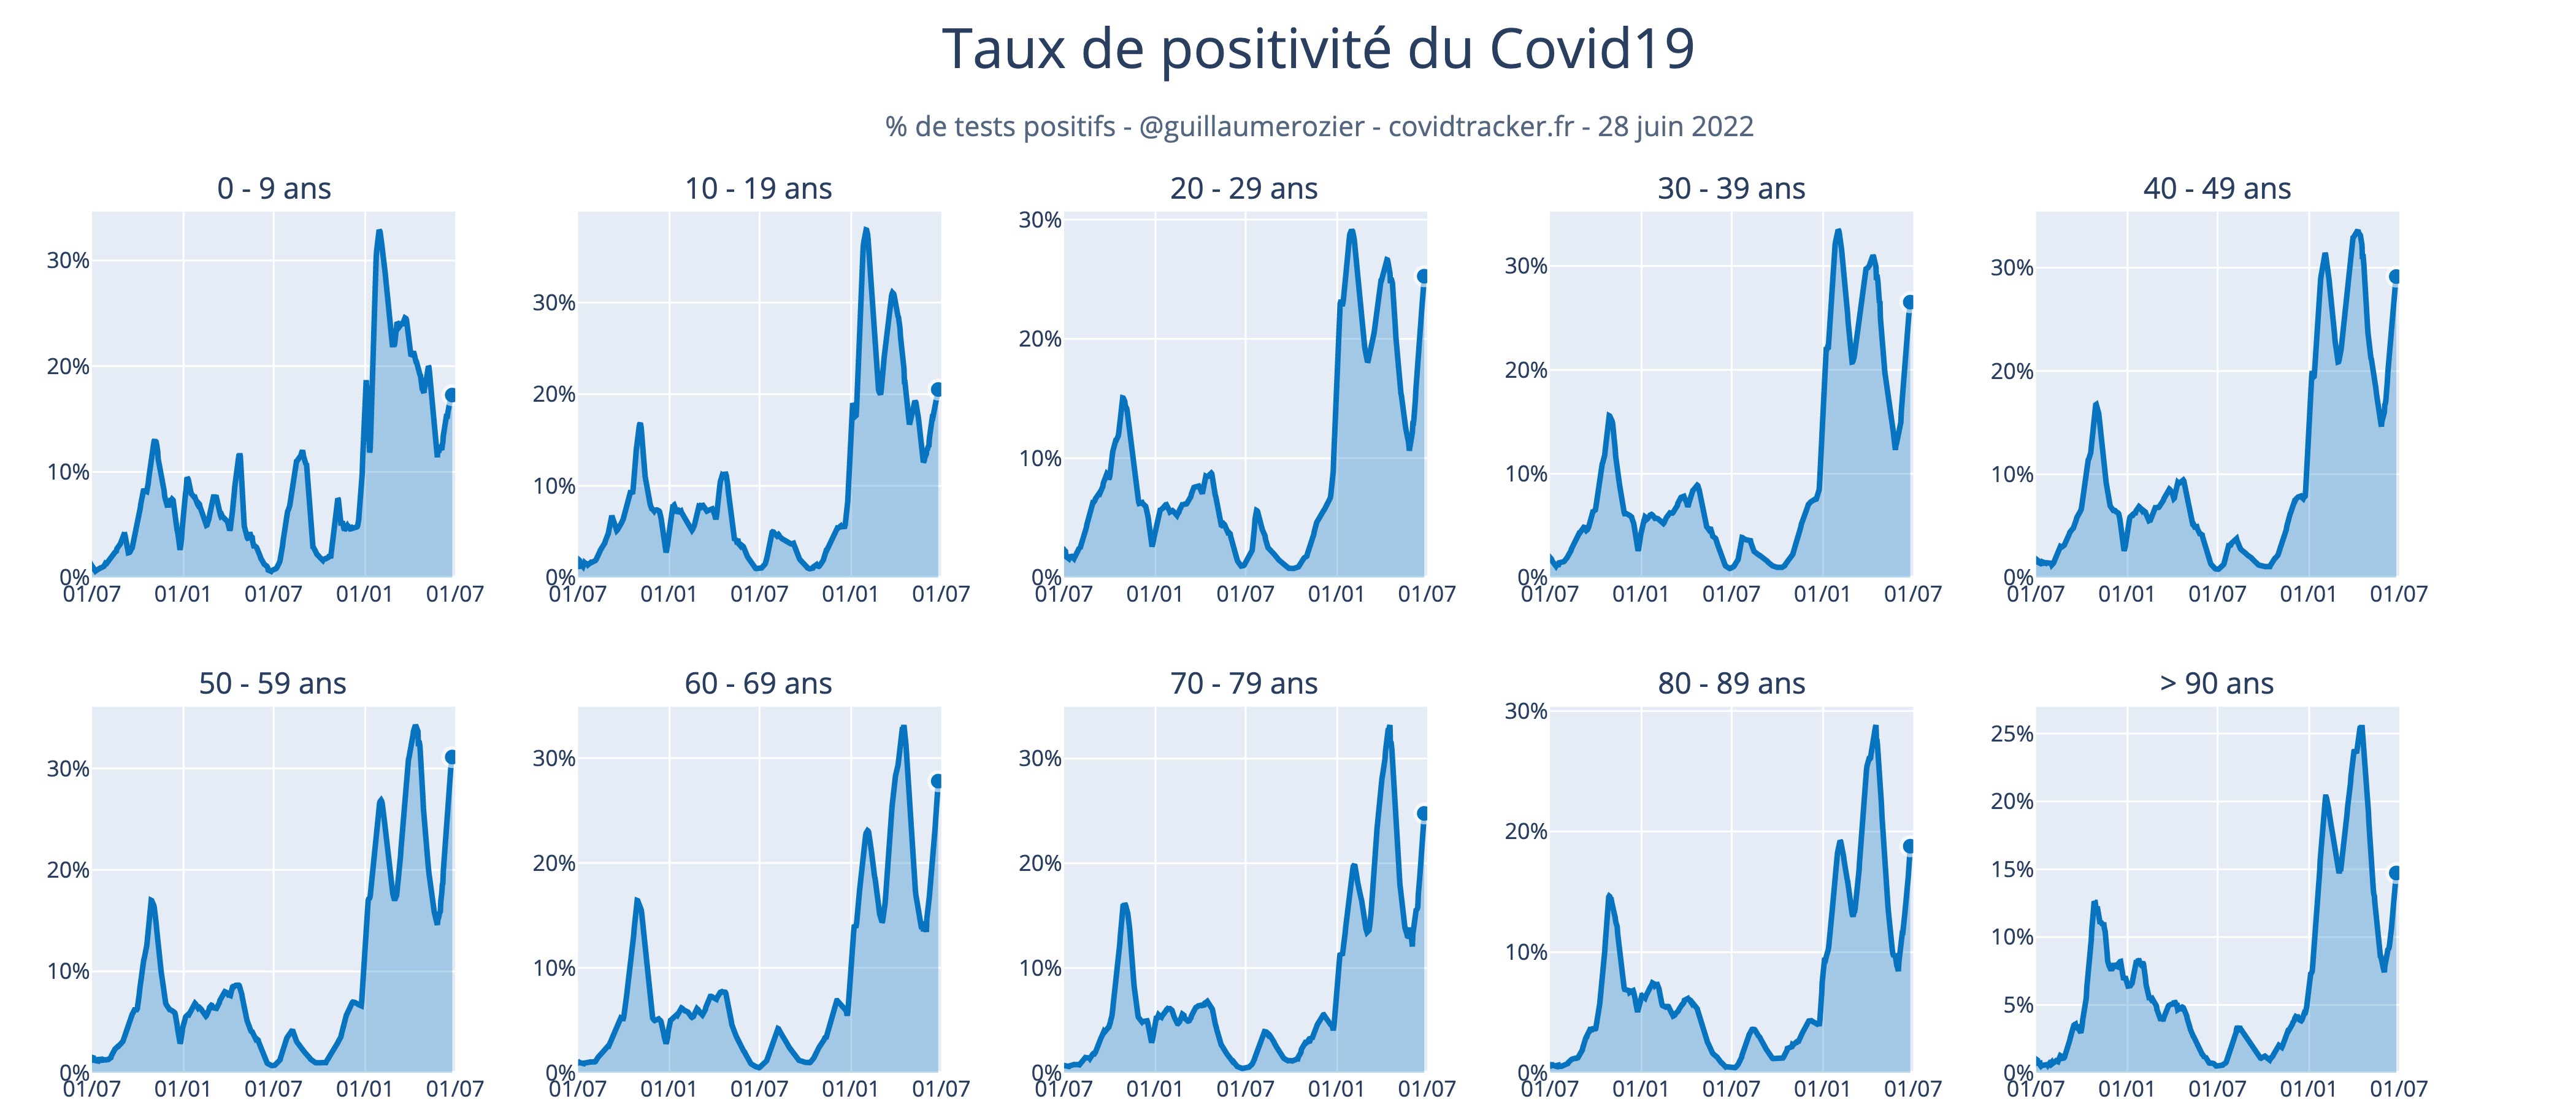 Taux de positivité du Covid19
% de tests positifs - @guillaumerozier - covidtracker.fr - 28 juin 2022
0 - 9 ans
30%
20%
10%
0%
01/07 01/01 01/07 01/01 01/07
10 - 19 ans
30%
20%
10%
0%
01/07 01/01 01/07 01/01 01/07
20 - 29 ans
30%
20%
10%
0%
01/07 01/01 01/07 01/01 01/07
30 - 39 ans
30%
20%
10%
0%
01/07 01/01 01/07 01/01 01/07
40 - 49 ans
30%
20%
10%
0%
01/07 01/01 01/07 01/01 01/07
50 - 59 ans
30%
20%
10%
0%
01/07 01/01 01/07 01/01 01/07
60 - 69 ans
30%
20%
10%
0%
01/07 01/01 01/07 01/01 01/07
70 - 79 ans
30%
20%
10%
0%
01/07 01/01 01/07 01/01 01/07
80 - 89 ans
30%
20%
10%
0%
01/07 01/01 01/07 01/01 01/07
> 90 ans
25%
20%
15%
10%
5%
0%
01/07 01/01 01/07 01/01 01/07